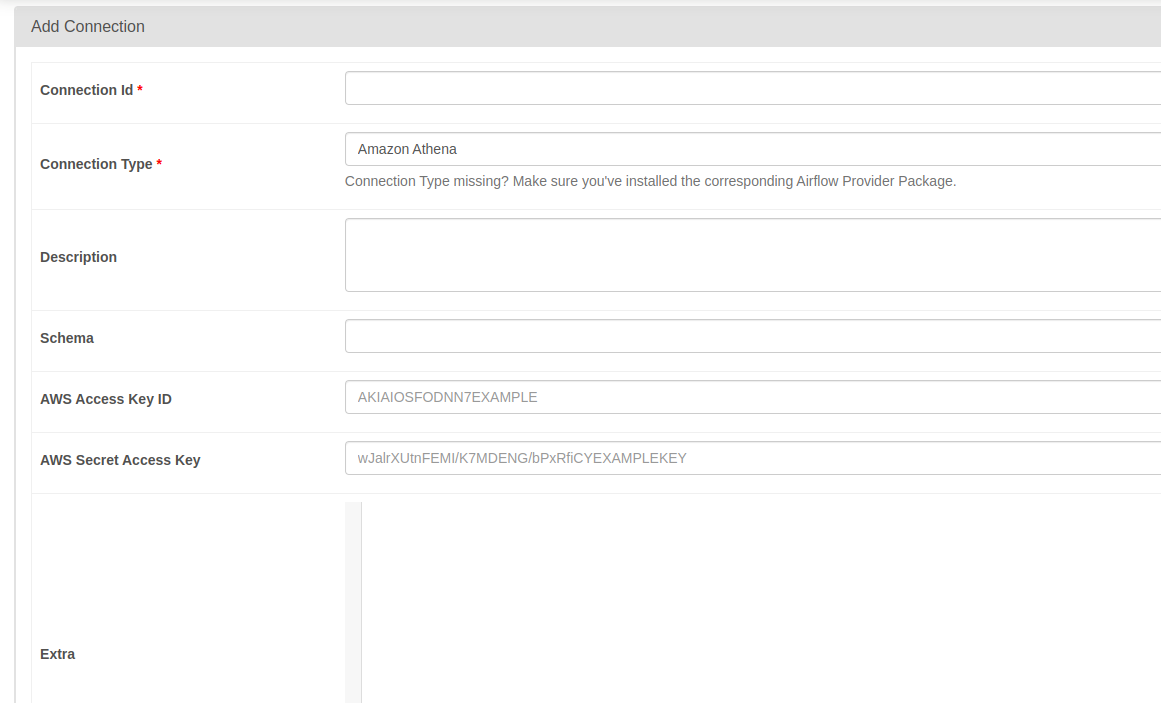 Add Connection
Connection Id *
Connection Type *
Amazon Athena
Connection Type missing? Make sure you've installed the corresponding Airflow Provider Package.
Description
Schema
AWS Access Key ID
AKIAIOSFODNN7EXAMPLE
AWS Secret Access Key
wJalrXUtnFEMI/K7MDENG/bPxRfiCYEXAMPLEKEY
Extra